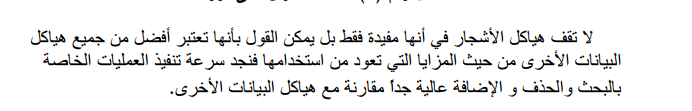 لا تقف هياكل الأشجار في أنها مفيدة فقط بل يمكن القول بأنها تعتبر أفضل من جميع هياكل
البيانات الأخرى من حيث المزايا التي تعود من استخدامها فنجد سرعة تنفيذ العمليات الخاصة
بالبحث والحذف و الإضافة عالية جداً مقارنة مع هياكل البيانات الأخرى.